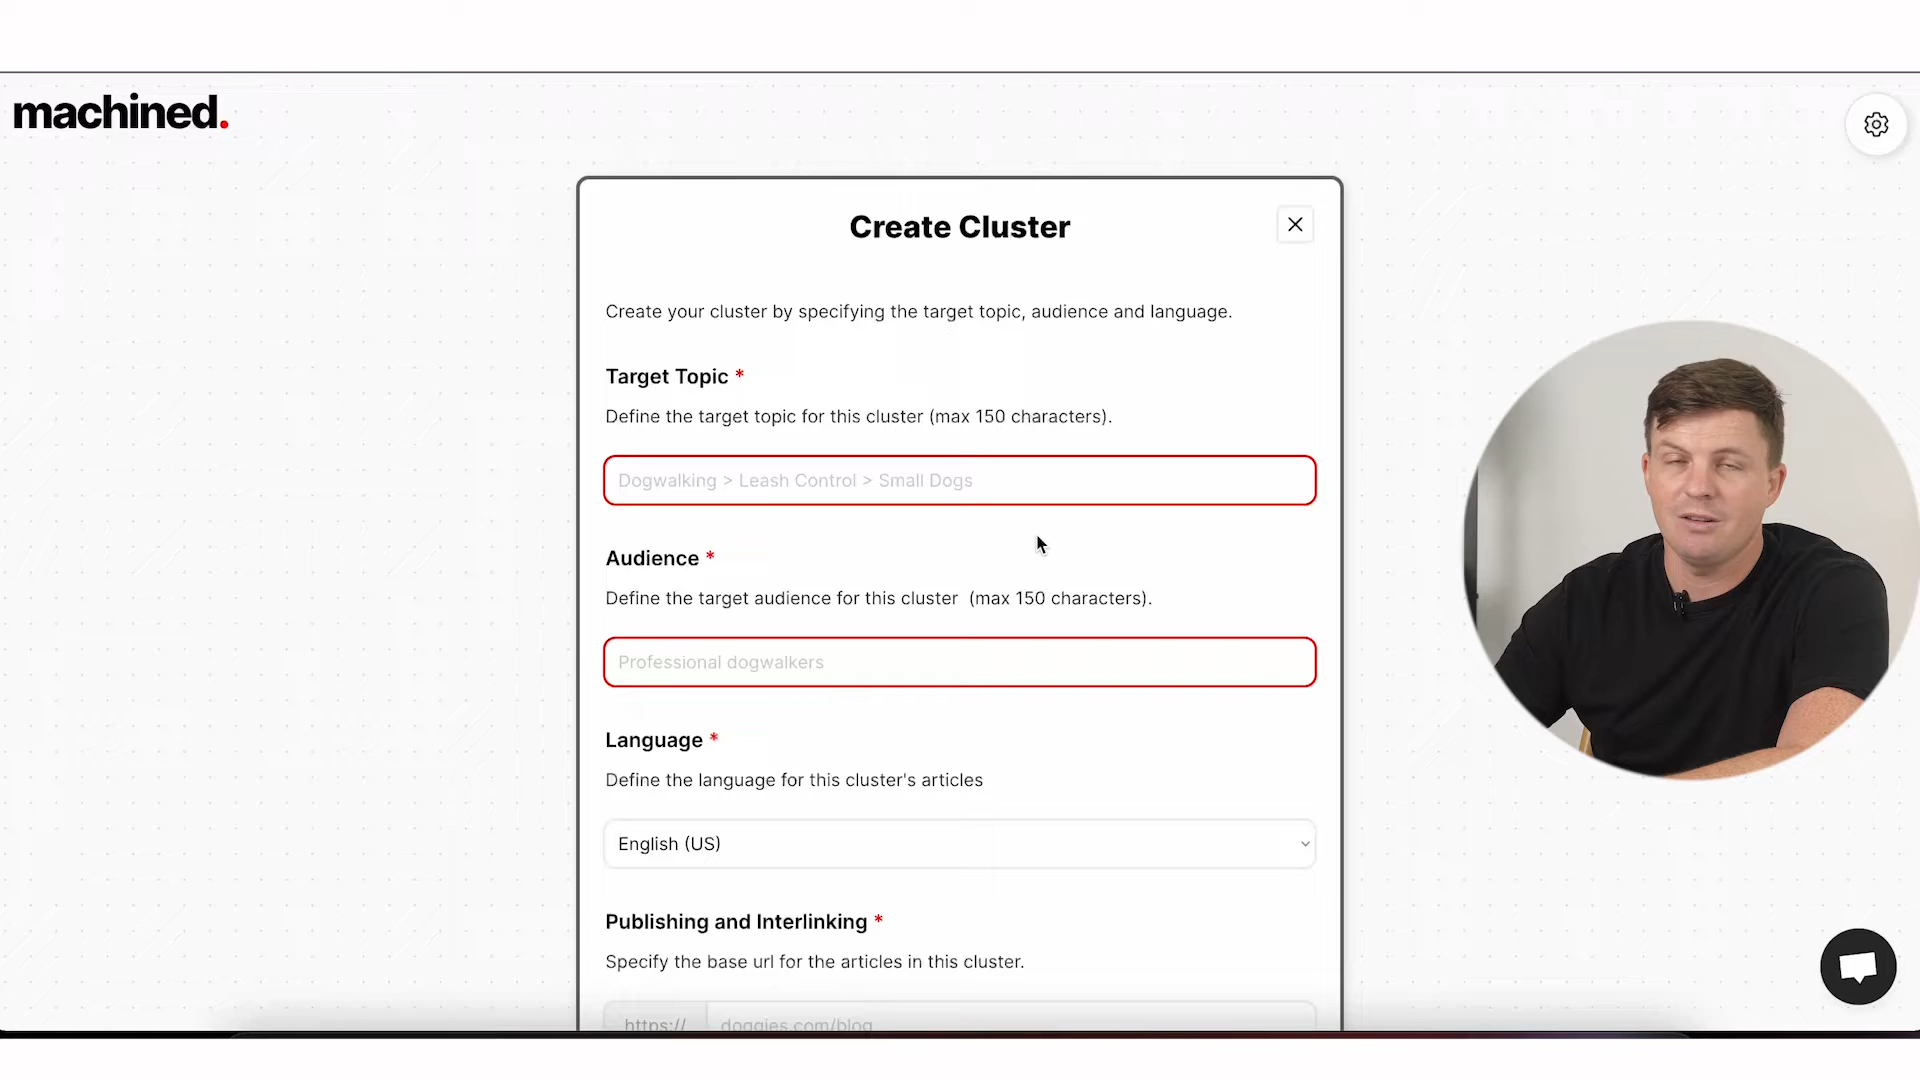 machined.
Create Cluster
Create your cluster by specifying the target topic, audience and language.
Target Topic *
Define the target topic for this cluster (max 150 characters).
Dogwalking > Leash Control > Small Dogs
Audience *
Define the target audience for this cluster (max 150 characters).
Professional dogwalkers
Language *
Define the language for this cluster's articles
English (US)
Publishing and Interlinking *
Specify the base url for the articles in this cluster.
https:// doggies.com/blog